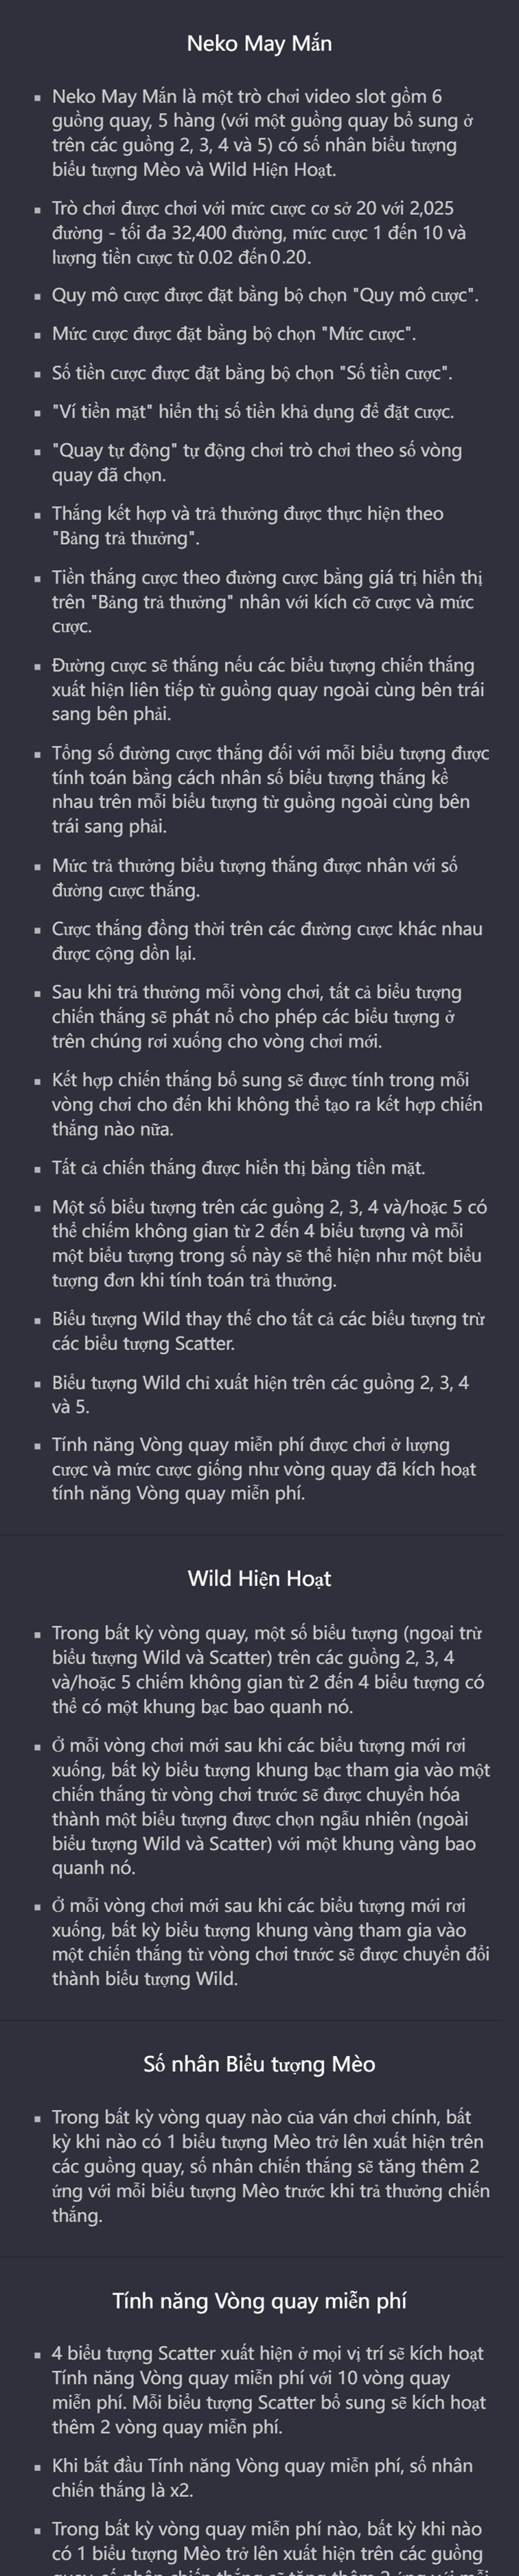 Neko May Mắn
Neko May Mắn là một trò chơi video slot gồm 6
guồng quay, 5 hàng (với một guồng quay bổ sung ở
trên các guồng 2, 3, 4 và 5) có số nhân biểu tượng
biểu tượng Mèo và Wild Hiện Hoạt.
Trò chơi được chơi với mức cược cơ sở 20 với 2,025
đường - tối đa 32,400 đường, mức cược 1 đến 10 và
lượng tiền cược từ 0.02 đến 0.20.
Quy mô cược được đặt bằng bộ chọn "Quy mô cược".
Mức cược được đặt bằng bộ chọn "Mức cược".
Số tiền cược được đặt bằng bộ chọn "Số tiền cược".
"Ví tiền mặt" hiển thị số tiền khả dụng để đặt cược.
"Quay tự động" tự động chơi trò chơi theo số vòng
quay đã chọn.
Thắng kết hợp và trả thưởng được thực hiện theo
"Bảng trả thưởng".
Tiền thắng cược theo đường cược bằng giá trị hiển thị
trên "Bảng trả thưởng" nhân với kích cỡ cược và mức
cược.
Đường cược sẽ thắng nếu các biểu tượng chiến thắng
xuất hiện liên tiếp từ guồng quay ngoài cùng bên trái
sang bên phải.
Tổng số đường cược thắng đối với mỗi biểu tượng được
tính toán bằng cách nhân số biểu tượng thắng kề
nhau trên mỗi biểu tượng từ guồng ngoài cùng bên
trái sang phải.
Mức trả thưởng biểu tượng thắng được nhân với số
đường cược thắng.
Cược thắng đồng thời trên các đường cược khác nhau
được cộng dồn lại.
Sau khi trả thưởng mỗi vòng chơi, tất cả biểu tượng
chiến thắng sẽ phát nổ cho phép các biểu tượng ở
trên chúng rơi xuống cho vòng chơi mới.
Kết hợp chiến thắng bổ sung sẽ được tính trong mỗi
vòng chơi cho đến khi không thể tạo ra kết hợp chiến
thắng nào nữa.
Tất cả chiến thắng được hiển thị bằng tiền mặt.
Một số biểu tượng trên các guồng 2, 3, 4 và/hoặc 5 có
thể chiếm không gian từ 2 đến 4 biểu tượng và mỗi
một biểu tượng trong số này sẽ thể hiện như một biểu
tượng đơn khi tính toán trả thưởng.
Biểu tượng Wild thay thế cho tất cả các biểu tượng trừ
các biểu tượng Scatter.
Biểu tượng Wild chỉ xuất hiện trên các guồng 2, 3, 4
và 5.
Tính năng Vòng quay miễn phí được chơi ở lượng
cược và mức cược giống như vòng quay đã kích hoạt
tính năng Vòng quay miễn phí.
Wild Hiện Hoạt
Trong bất kỳ vòng quay, một số biểu tượng (ngoại trừ
biểu tượng Wild và Scatter) trên các guồng 2, 3, 4
và/hoặc 5 chiếm không gian từ 2 đến 4 biểu tượng có
thể có một khung bạc bao quanh nó.
Ở mỗi vòng chơi mới sau khi các biểu tượng mới rơi
xuống, bất kỳ biểu tượng khung bạc tham gia vào một
chiến thắng từ vòng chơi trước sẽ được chuyển hóa
thành một biểu tượng được chọn ngẫu nhiên (ngoài
biểu tượng Wild và Scatter) với một khung vàng bao
quanh nó.
Ở mỗi vòng chơi mới sau khi các biểu tượng mới rơi
xuống, bất kỳ biểu tượng khung vàng tham gia vào
một chiến thắng từ vòng chơi trước sẽ được chuyển đổi
thành biểu tượng Wild.
Số nhân Biểu tượng Mèo
Trong bất kỳ vòng quay nào của ván chơi chính, bất
kỳ khi nào có 1 biểu tượng Mèo trở lên xuất hiện trên
các guồng quay, số nhân chiến thắng sẽ tăng thêm 2
ứng với mỗi biểu tượng Mèo trước khi trả thưởng chiến
thắng.
Tính năng Vòng quay miễn phí
4 biểu tượng Scatter xuất hiện ở mọi vị trí sẽ kích hoạt
Tính năng Vòng quay miễn phí với 10 vòng quay
miễn phí. Mỗi biểu tượng Scatter bổ sung sẽ kích hoạt
thêm 2 vòng quay miễn phí.
Khi bắt đầu Tính năng Vòng quay miễn phí, số nhân
chiến thắng là x2.
Trong bất kỳ vòng quay miễn phí nào, bất kỳ khi nào
có 1 biểu tượng Mèo trở lên xuất hiện trên các guồng